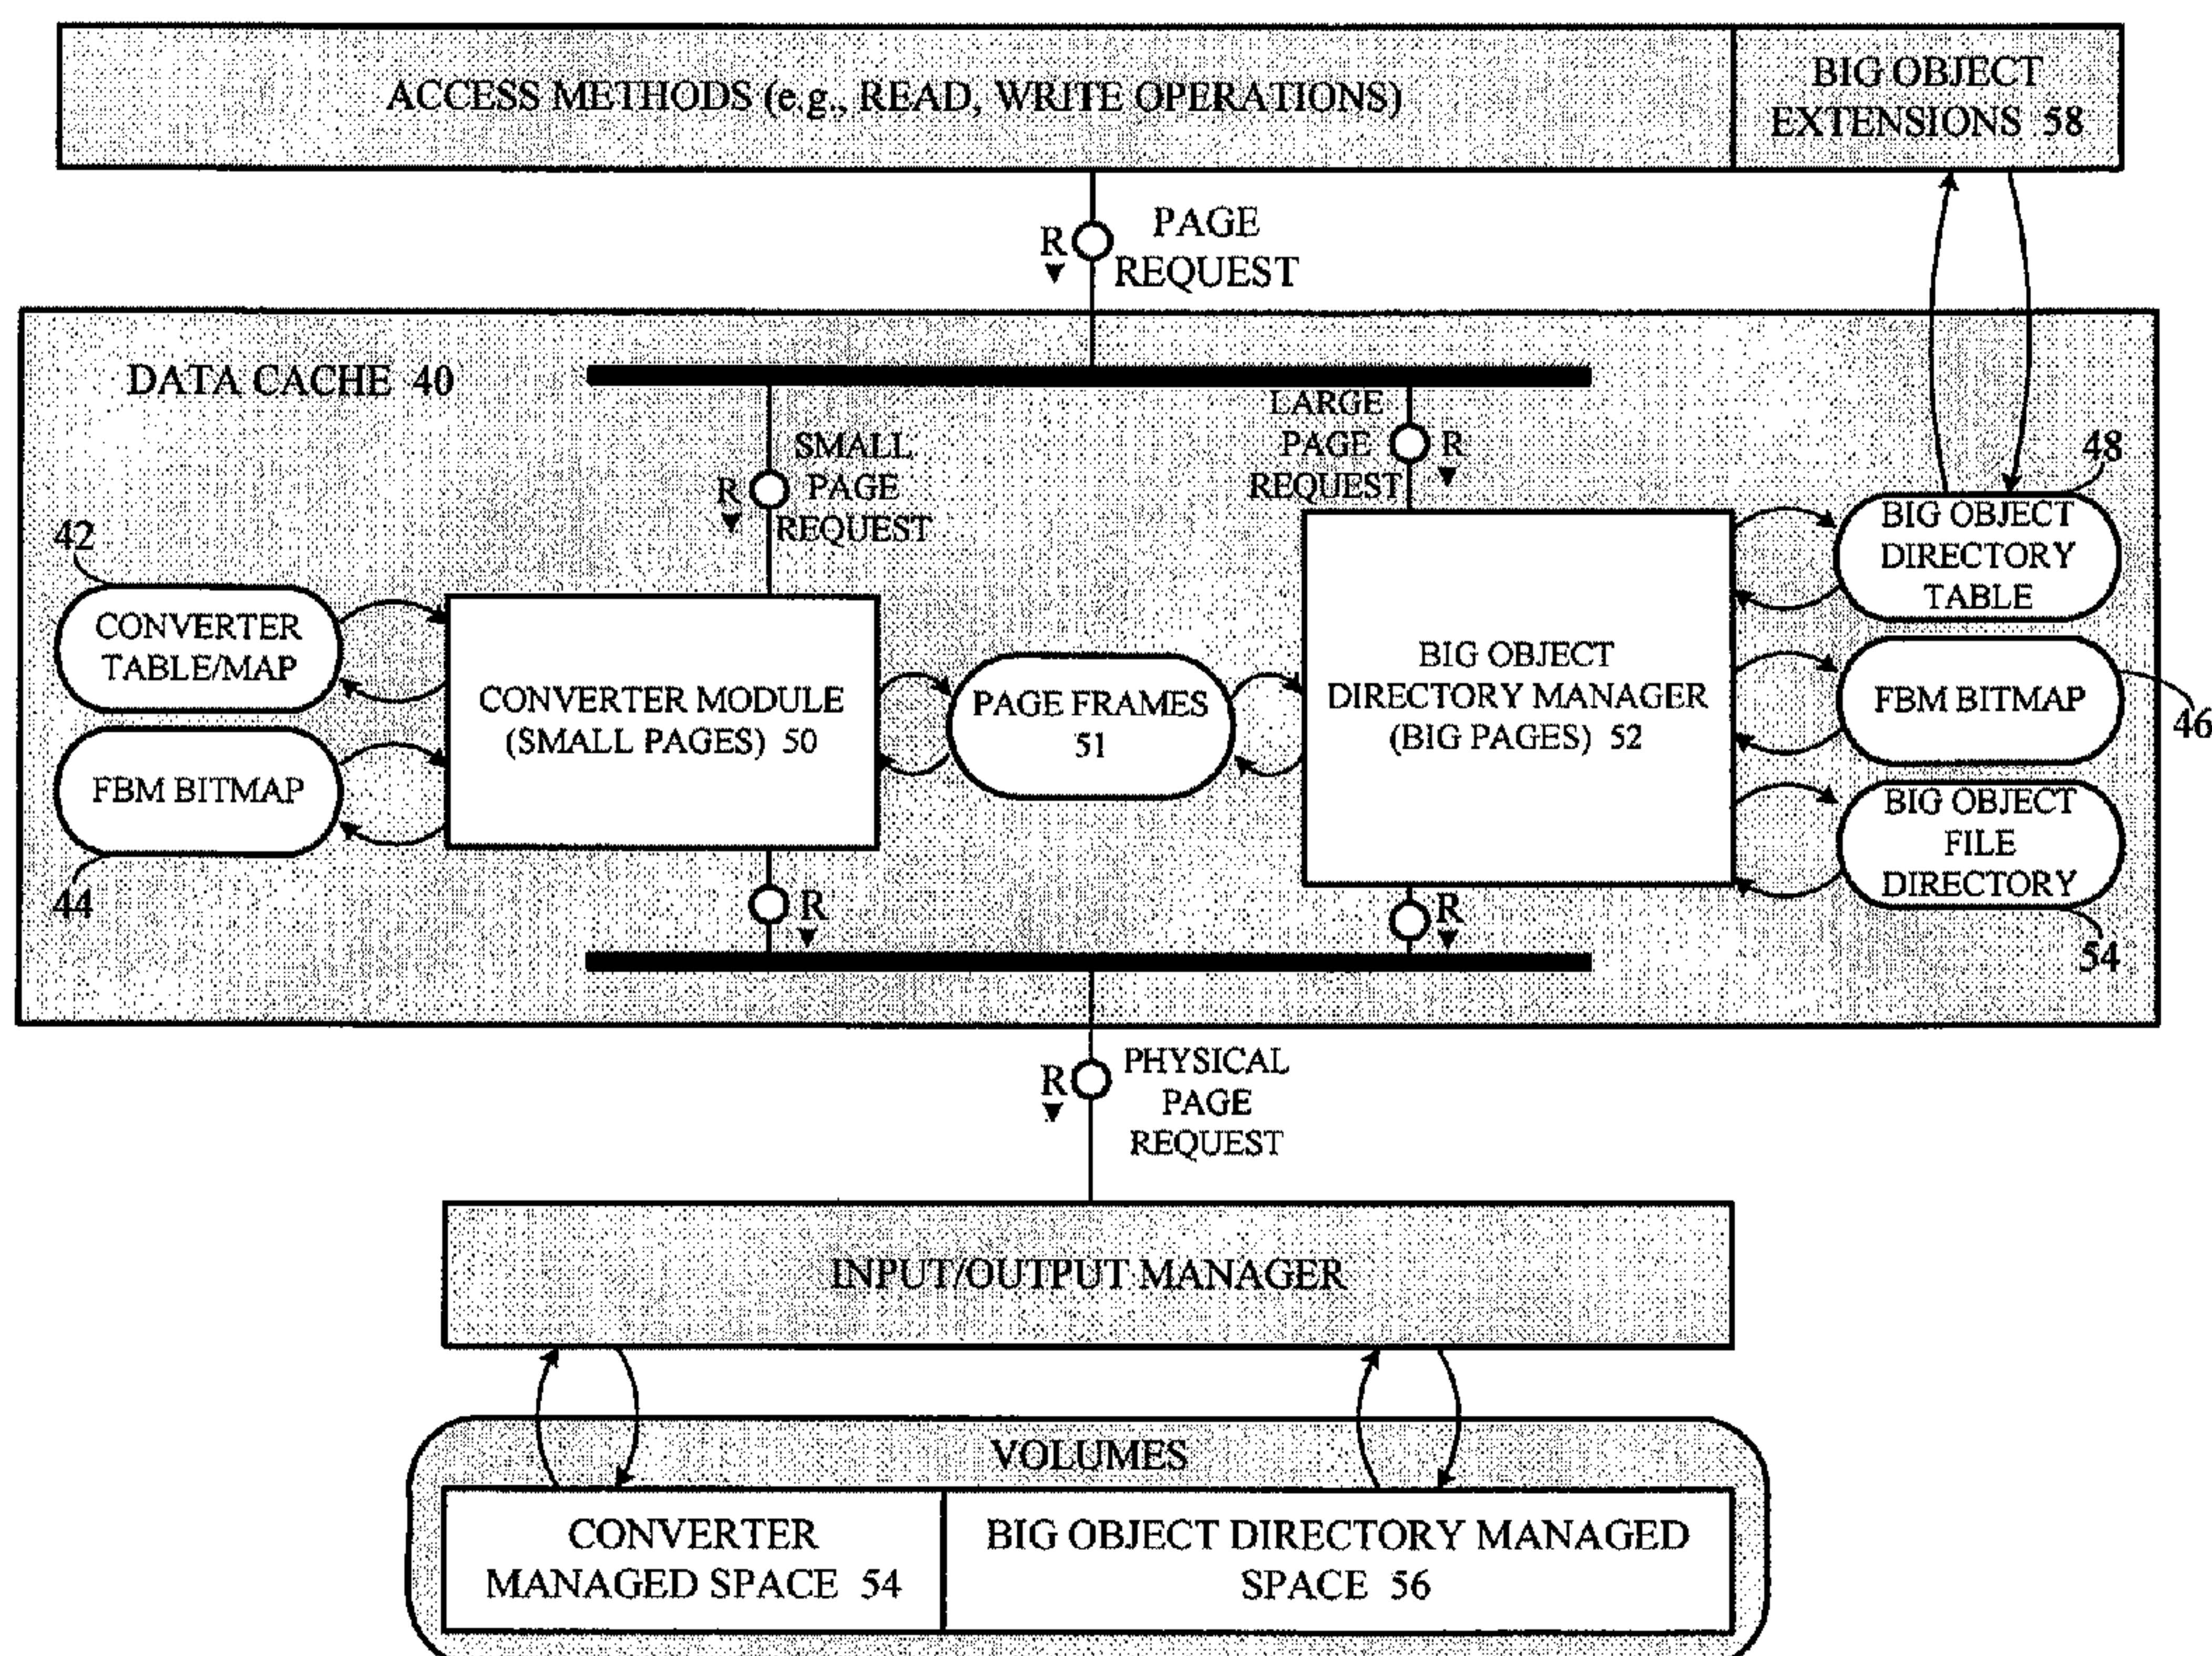 ACCESS METHODS (e.g., READ, WRITE OPERATIONS)
BIG OBJECT
EXTENSIONS 58
R
PAGE
REQUEST
DATA CACHE 40
SMALL
PAGE
REQUEST
R
LARGE
PAGE
REQUEST
R
42
CONVERTER
TABLE/MAP
FBM BITMAP
44
CONVERTER MODULE
(SMALL PAGES) 50
PAGE FRAMES
51
BIG OBJECT
DIRECTORY MANAGER
(BIG PAGES) 52
48
BIG OBJECT
DIRECTORY
TABLE
FBM BITMAP
46
BIG OBJECT
FILE
DIRECTORY
54
R
R
R
PHYSICAL
PAGE
REQUEST
INPUT/OUTPUT MANAGER
VOLUMES
CONVERTER
MANAGED SPACE 54
BIG OBJECT DIRECTORY MANAGED
SPACE 56